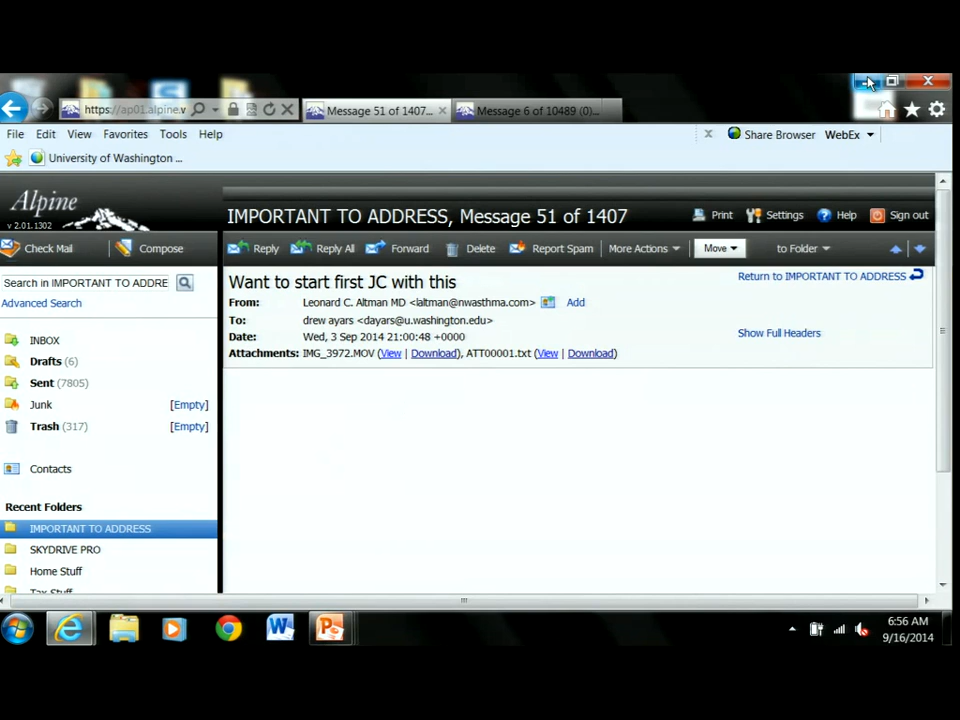 https://ap01.alpine.w
Message 51 of 1407...
Message 6 of 10489 (0)...
File Edit View Favorites Tools Help
Share Browser WebEx
University of Washington ...
Alpine
v 2.01.1302
IMPORTANT TO ADDRESS, Message 51 of 1407
Print Settings Help Sign out
Check Mail Compose
Reply Reply All Forward Delete Report Spam More Actions Move to Folder
Search in IMPORTANT TO ADDRE
Advanced Search
Want to start first JC with this
Return to IMPORTANT TO ADDRESS
From: Leonard C. Altman MD <laltman@nwasthma.com> Add
To: drew ayars <dayars@u.washington.edu>
Date: Wed, 3 Sep 2014 21:00:48 +0000
Show Full Headers
Attachments: IMG_3972.MOV (View | Download), ATT00001.txt (View | Download)
INBOX
Drafts (6)
Sent (7805)
Junk [Empty]
Trash (317) [Empty]
Contacts
Recent Folders
IMPORTANT TO ADDRESS
SKYDRIVE PRO
Home Stuff
Tax Stuff
6:56 AM
9/16/2014